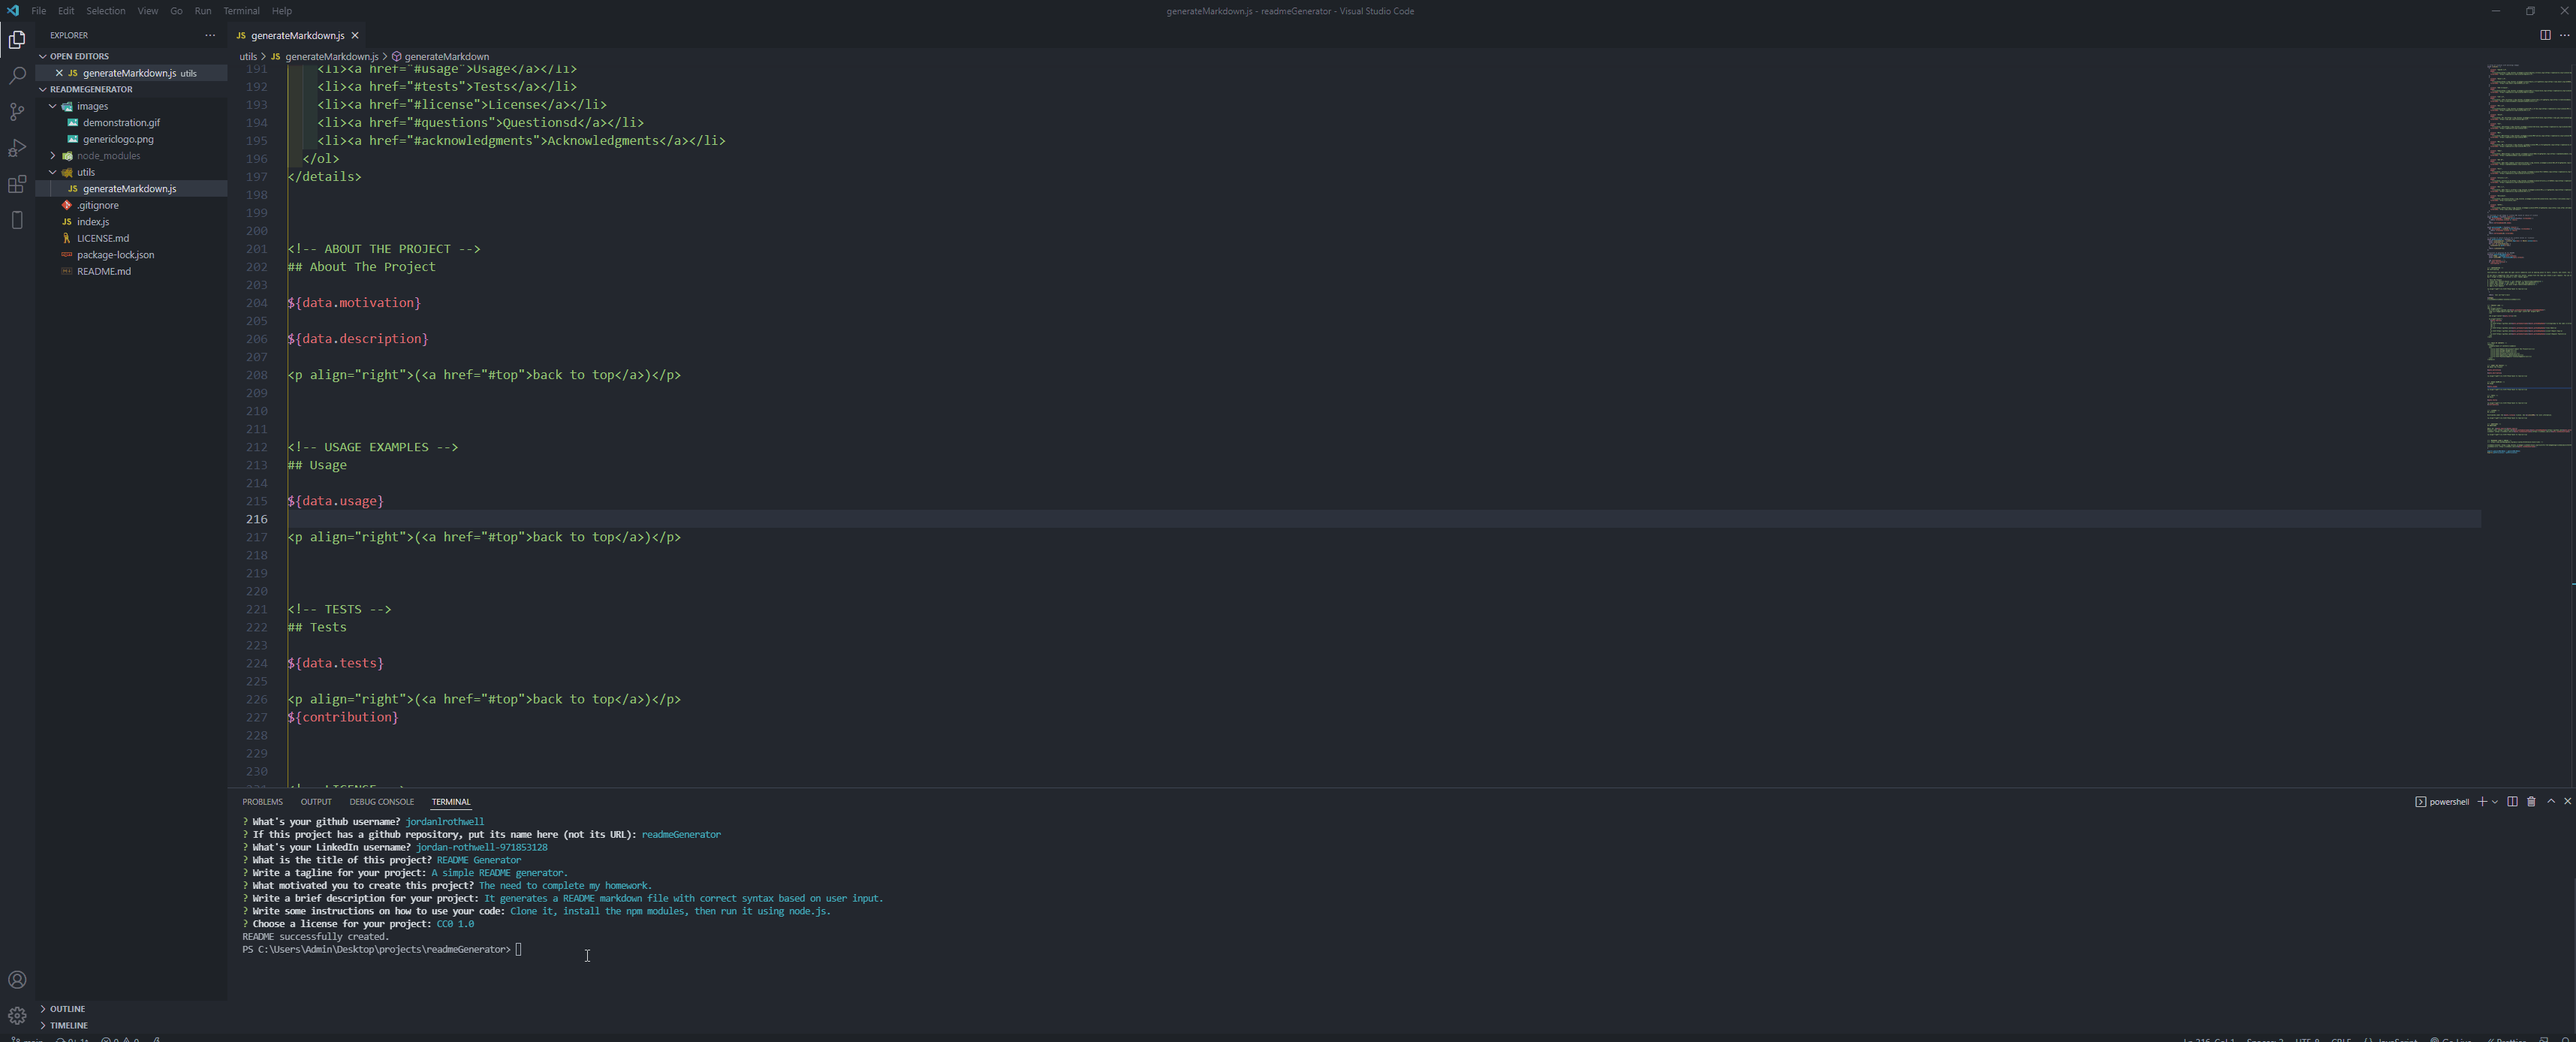 File Edit Selection View Go Run Terminal Help
generateMarkdown.js - readmeGenerator - Visual Studio Code
EXPLORER
OPEN EDITORS
JS generateMarkdown.js utils
READMEGENERATOR
images
demonstration.gif
genericlogo.png
node_modules
utils
JS generateMarkdown.js
.gitignore
JS index.js
LICENSE.md
package-lock.json
README.md
OUTLINE
TIMELINE
JS generateMarkdown.js
utils > JS generateMarkdown.js > generateMarkdown
191 <li><a href="#usage">Usage</a></li>
192 <li><a href="#tests">Tests</a></li>
193 <li><a href="#license">License</a></li>
194 <li><a href="#questions">Questionsd</a></li>
195 <li><a href="#acknowledgments">Acknowledgments</a></li>
196 </ol>
197 </details>
198
199
200
201 <!-- ABOUT THE PROJECT -->
202 ## About The Project
203
204 ${data.motivation}
205
206 ${data.description}
207
208 <p align="right">(<a href="#top">back to top</a>)</p>
209
210
211
212 <!-- USAGE EXAMPLES -->
213 ## Usage
214
215 ${data.usage}
216
217 <p align="right">(<a href="#top">back to top</a>)</p>
218
219
220
221 <!-- TESTS -->
222 ## Tests
223
224 ${data.tests}
225
226 <p align="right">(<a href="#top">back to top</a>)</p>
227 ${contribution}
228
229
230
PROBLEMS OUTPUT DEBUG CONSOLE TERMINAL
powershell
? What's your github username? jordanlrothwell
? If this project has a github repository, put its name here (not its URL): readmeGenerator
? What's your LinkedIn username? jordan-rothwell-971853128
? What is the title of this project? README Generator
? Write a tagline for your project: A simple README generator.
? What motivated you to create this project? The need to complete my homework.
? Write a brief description for your project: It generates a README markdown file with correct syntax based on user input.
? Write some instructions on how to use your code: Clone it, install the npm modules, then run it using node.js.
? Choose a license for your project: CC0 1.0
README successfully created.
PS C:\Users\Admin\Desktop\projects\readmeGenerator>